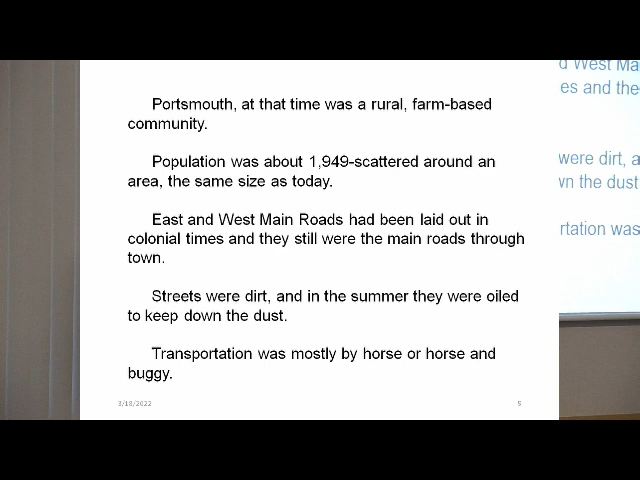 Portsmouth, at that time was a rural, farm-based
community.
Population was about 1,949-scattered around an
area, the same size as today.
East and West Main Roads had been laid out in
colonial times and they still were the main roads through
town.
Streets were dirt, and in the summer they were oiled
to keep down the dust.
Transportation was mostly by horse or horse and
buggy.
3/18/2022
5
d West Ma
es and the
were dirt, a
vn the dust
rtation was